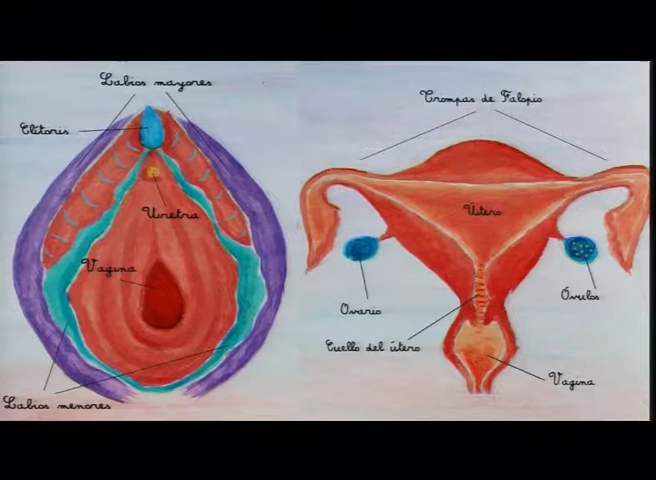 Labios mayores
Clítoris
Uretra
Vagina
Labios menores
Trompas de Falopio
Útero
Ovario
Óvulos
Cuello del útero
Vagina